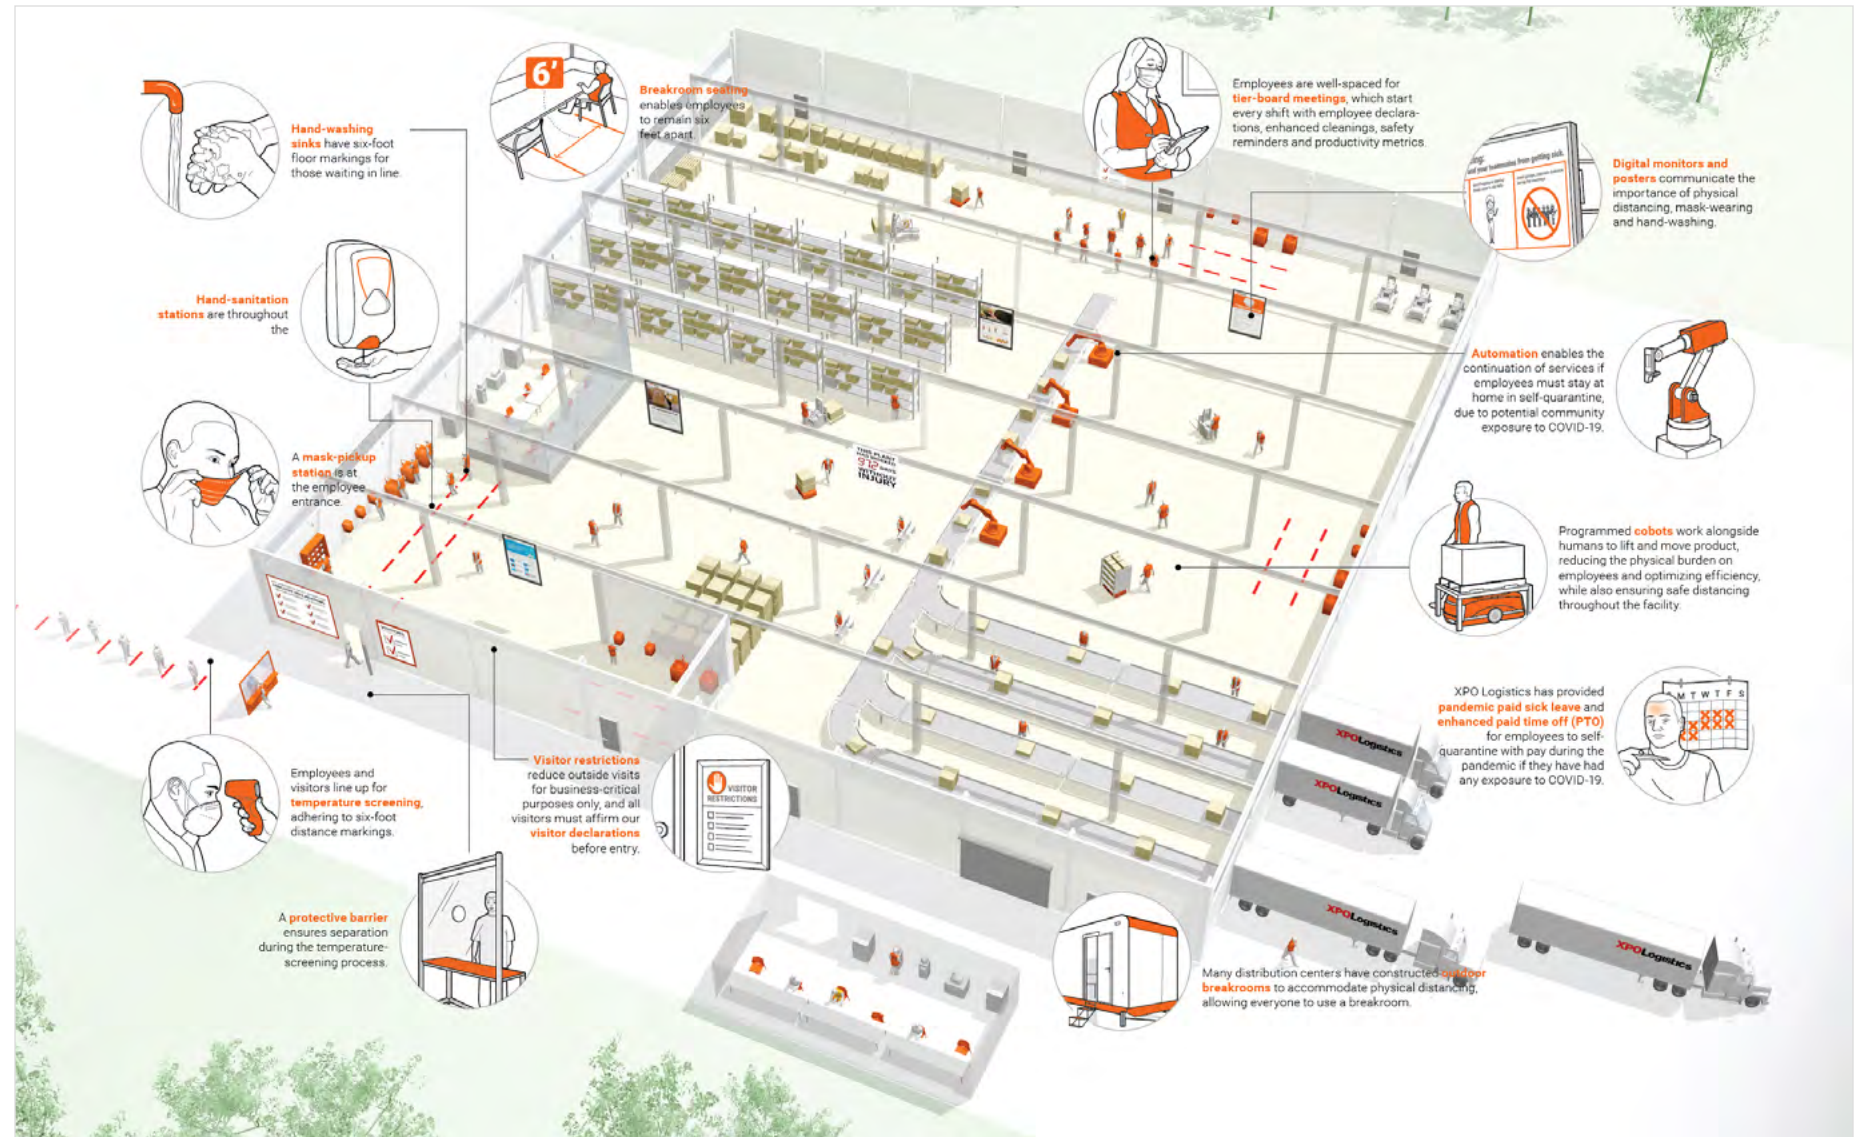 6'
Breakroom seating
enables employees
to remain six
feet apart.
Hand-washing
sinks have six-foot
floor markings for
those waiting in line.
Employees are well-spaced for
tier-board meetings, which start
every shift with employee declara-
tions, enhanced cleanings, safety
reminders and productivity metrics.
Digital monitors and
posters communicate the
importance of physical
distancing, mask-wearing
and hand-washing.
Hand-sanitation
stations are throughout
the
Automation enables the
continuation of services if
employees must stay at
home in self-quarantine,
due to potential community
exposure to COVID-19.
A mask-pickup
station is at
the employee
entrance.
THIS PLANT
HAS WORKED
972 DAYS
WITHOUT
INJURY
Programmed cobots work alongside
humans to lift and move product,
reducing the physical burden on
employees and optimizing efficiency,
while also ensuring safe distancing
throughout the facility.
XPO Logistics has provided
pandemic paid sick leave and
enhanced paid time off (PTO)
for employees to self-
quarantine with pay during the
pandemic if they have had
any exposure to COVID-19.
M T W T F S
XPOLogistics
XPOLogistics
XPOLogistics
XPOLogistics
Employees and
visitors line up for
temperature screening,
adhering to six-foot
distance markings.
Visitor restrictions
reduce outside visits
for business-critical
purposes only, and all
visitors must affirm our
visitor declarations
before entry.
VISITOR
RESTRICTIONS
A protective barrier
ensures separation
during the temperature-
screening process.
Many distribution centers have constructed outdoor
breakrooms to accommodate physical distancing,
allowing everyone to use a breakroom.